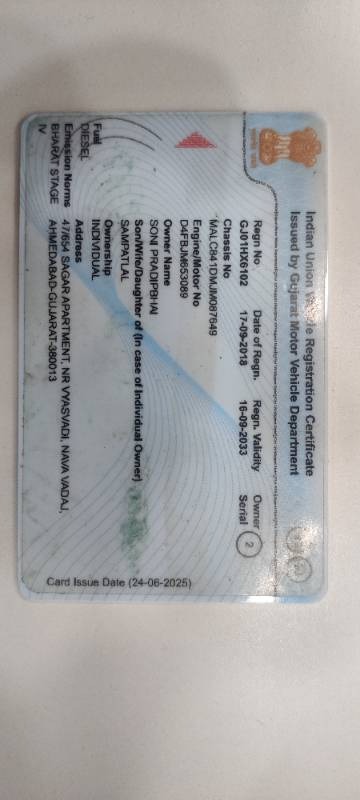 Indian Union Vehicle Registration Certificate
Issued by Gujarat Motor Vehicle Department
Regn No Date of Regn. Regn. Validity Owner Serial
GJ01HX6102 17-09-2018 16-09-2033 2
Chassis No
MALC841DMJM087649
Engine/Motor No
D4FBJM653089
Owner Name
SONI PRADIPBHAI
Son/Wife/Daughter of (In case of Individual Owner)
SAMPATLAL
Ownership
INDIVIDUAL
Fuel
DIESEL
Emission Norms
BHARAT STAGE
IV
Address
47/654 SAGAR APARTMENT, NR VYASVADI, NAVA VADAJ,
AHMEDABAD-GUJARAT-380013
Card Issue Date (24-06-2025)